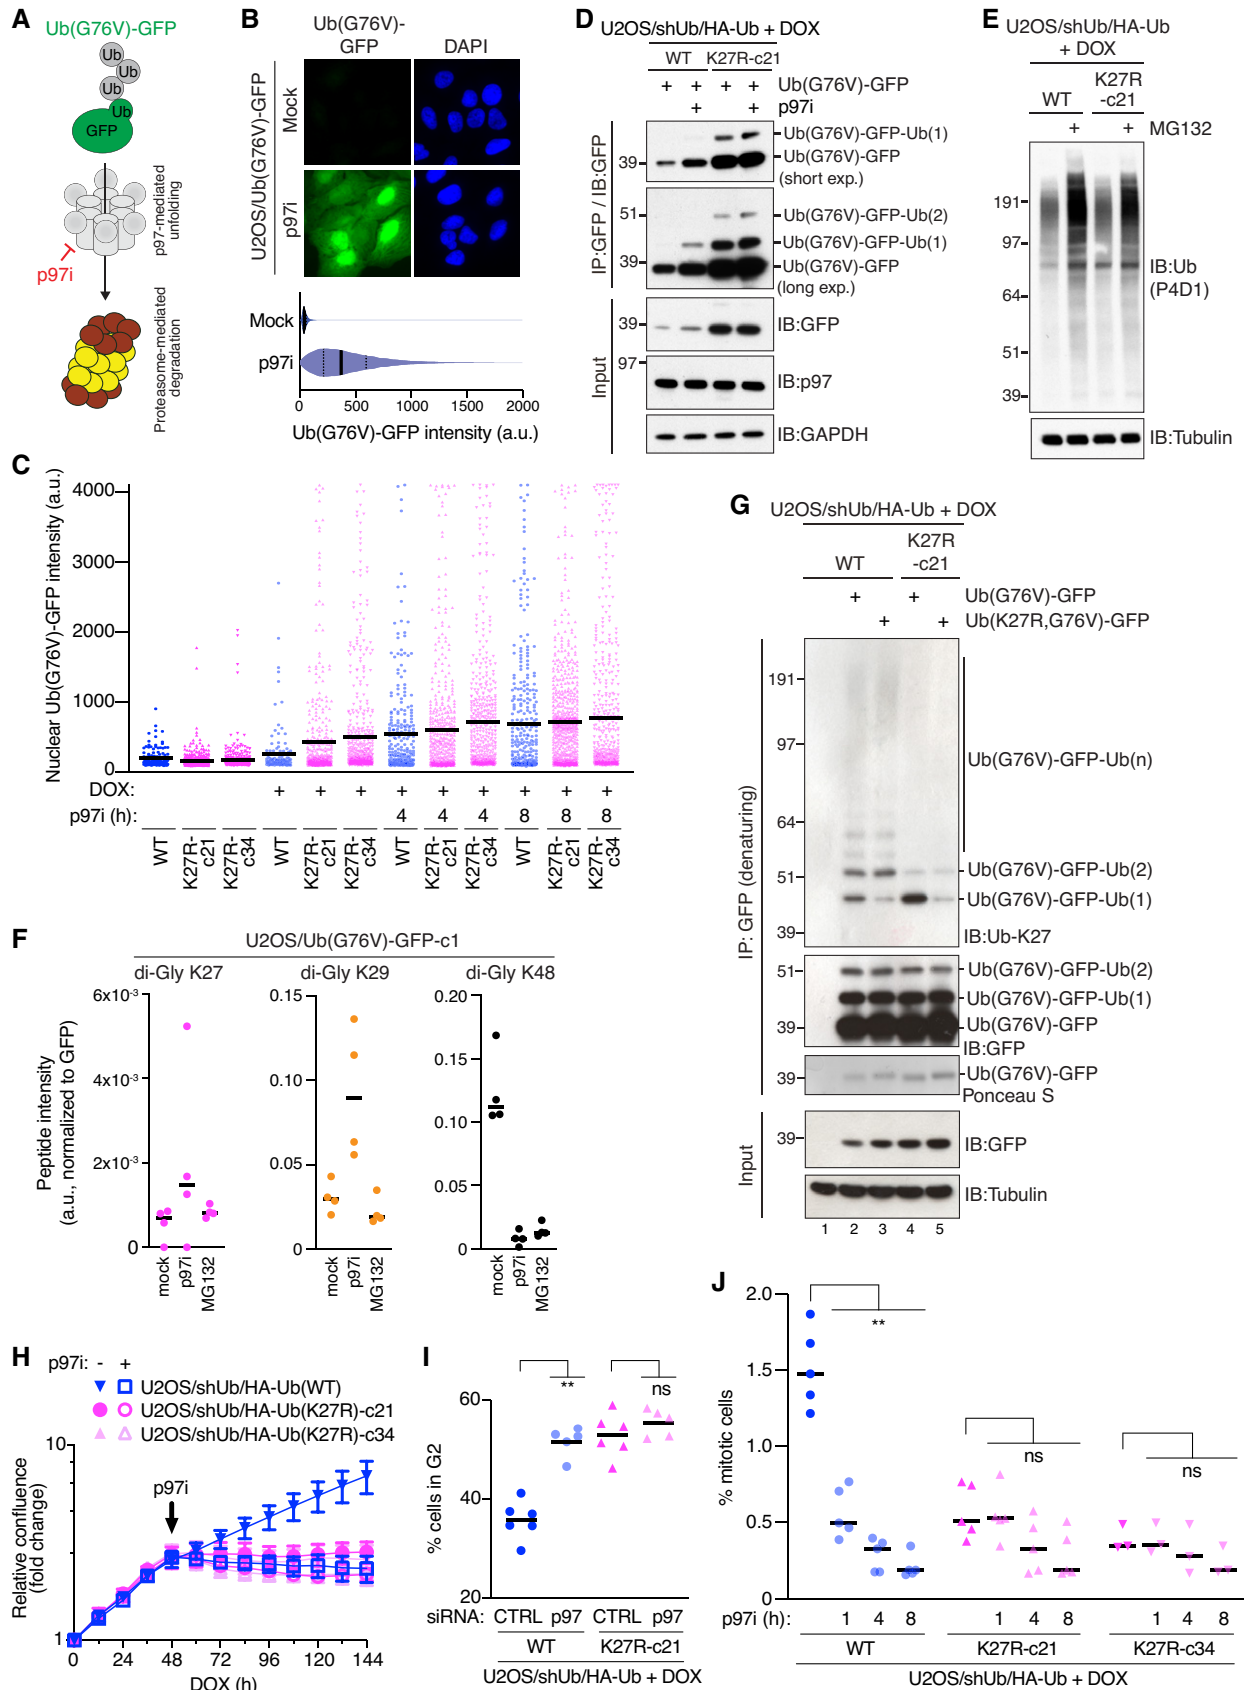 A
Ub(G76V)-GFP
Ub
Ub
Ub
Ub
GFP
p97-mediated
unfolding
p97i
Proteasome-mediated
degradation
B
Ub(G76V)-
GFP
DAPI
U2OS/Ub(G76V)-GFP
Mock
p97i
Mock
p97i
0 500 1000 1500 2000
Ub(G76V)-GFP intensity (a.u.)
C
Nuclear Ub(G76V)-GFP intensity (a.u.)
4000
3000
2000
1000
0
DOX: + + + + + + + + +
p97i (h): 4 4 4 8 8 8
WT K27R-c21 K27R-c34 WT K27R-c21 K27R-c34 WT K27R-c21 K27R-c34 WT K27R-c21 K27R-c34
D
U2OS/shUb/HA-Ub + DOX
WT K27R-c21
+ + + + Ub(G76V)-GFP
+ + p97i
IP:GFP / IB:GFP
Ub(G76V)-GFP-Ub(1)
39 Ub(G76V)-GFP
(short exp.)
51 Ub(G76V)-GFP-Ub(2)
Ub(G76V)-GFP-Ub(1)
39 Ub(G76V)-GFP
(long exp.)
Input
39 IB:GFP
97
IB:p97
IB:GAPDH
E
U2OS/shUb/HA-Ub
+ DOX
WT K27R
-c21
+ + MG132
191
97
64
51
39
IB:Ub
(P4D1)
IB:Tubulin
F
U2OS/Ub(G76V)-GFP-c1
di-Gly K27 di-Gly K29 di-Gly K48
Peptide intensity
(a.u., normalized to GFP)
6x10-3
4x10-3
2x10-3
0
mock p97i MG132
0.15
0.10
0.05
0
mock p97i MG132
0.20
0.15
0.10
0.05
0
mock p97i MG132
G
U2OS/shUb/HA-Ub + DOX
WT K27R
-c21
+ + Ub(G76V)-GFP
+ + Ub(K27R,G76V)-GFP
IP: GFP (denaturing)
191
97
Ub(G76V)-GFP-Ub(n)
64
51 Ub(G76V)-GFP-Ub(2)
Ub(G76V)-GFP-Ub(1)
39
IB:Ub-K27
51 Ub(G76V)-GFP-Ub(2)
Ub(G76V)-GFP-Ub(1)
39 Ub(G76V)-GFP
IB:GFP
39 Ub(G76V)-GFP
Ponceau S
Input
39 IB:GFP
IB:Tubulin
1 2 3 4 5
H
p97i: - +
U2OS/shUb/HA-Ub(WT)
U2OS/shUb/HA-Ub(K27R)-c21
U2OS/shUb/HA-Ub(K27R)-c34
Relative confluence
(fold change)
10
p97i
1
0 24 48 72 96 120 144
DOX (h)
I
% cells in G2
** ns
60
40
20
siRNA: CTRL p97 CTRL p97
WT K27R-c21
U2OS/shUb/HA-Ub + DOX
J
% mitotic cells
2.0
1.5
1.0
0.5
0
**
ns
ns
p97i (h): 1 4 8 1 4 8 1 4 8
WT K27R-c21 K27R-c34
U2OS/shUb/HA-Ub + DOX